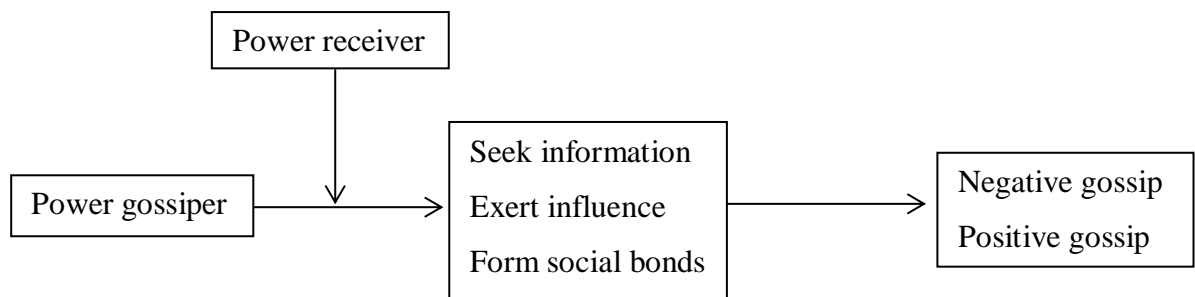 Power receiver
Power gossiper
Seek information
Exert influence
Form social bonds
Negative gossip
Positive gossip